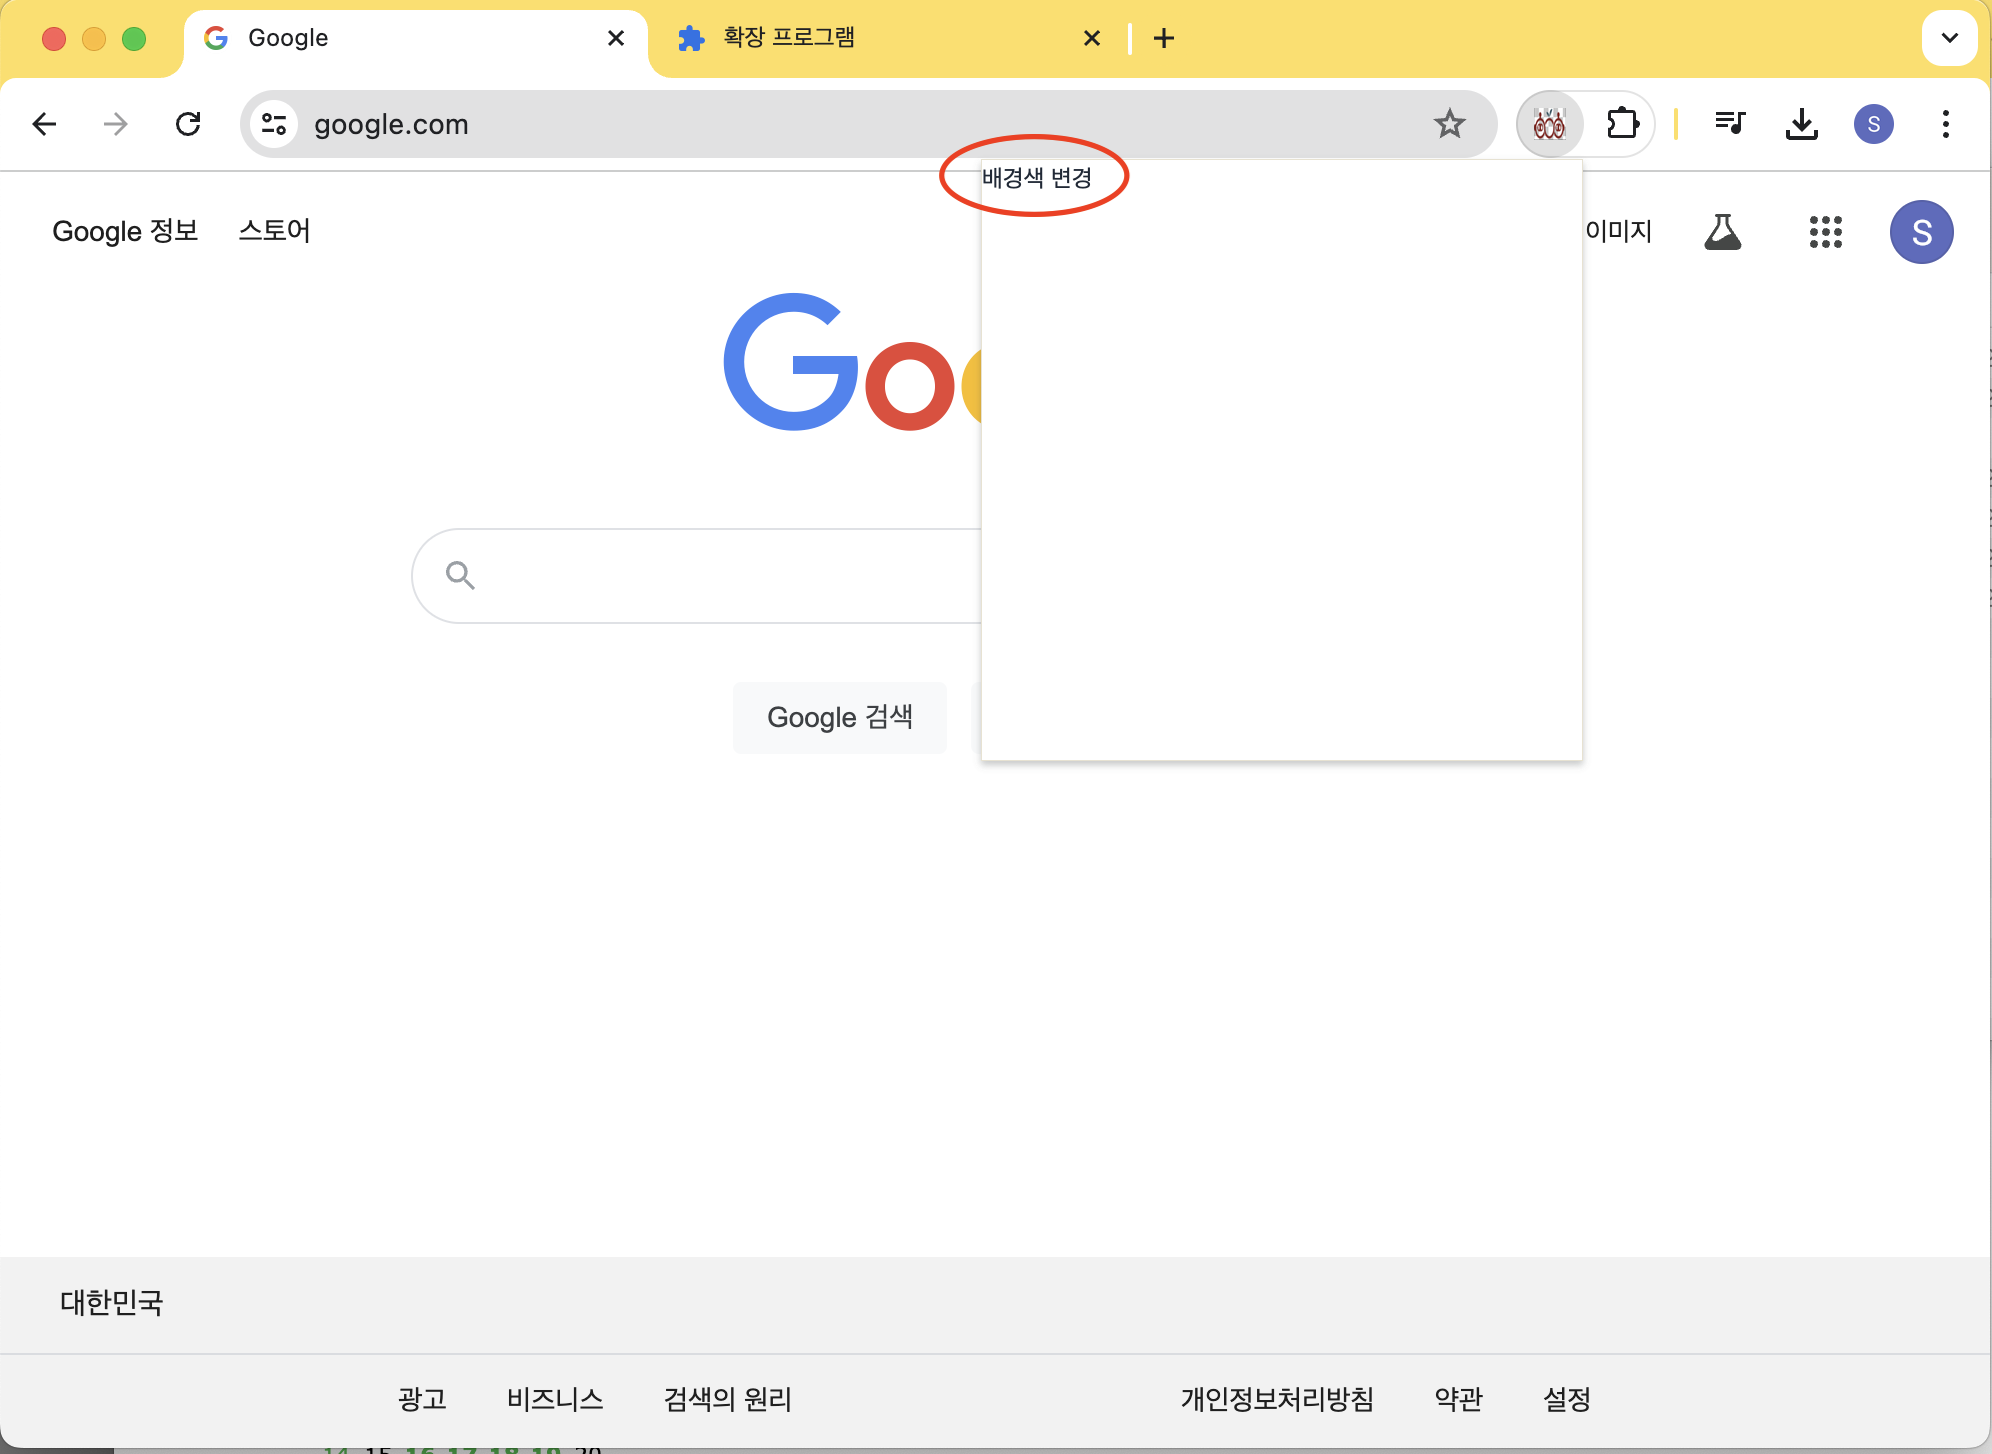 Google
확장 프로그램
google.com
S
배경색 변경
Google 정보
스토어
이미지
S
Goo
Google 검색
대한민국
광고
비즈니스
검색의 원리
개인정보처리방침
약관
설정